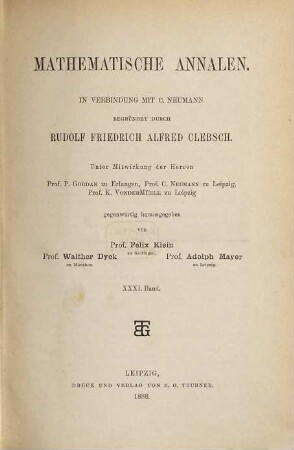 MATHEMATISCHE ANNALEN.
IN VERBINDUNG MIT C. NEUMANN
BEGRÜNDET DURCH
RUDOLF FRIEDRICH ALFRED CLEBSCH.
Unter Mitwirkung der Herren
Prof. P. GORDAN zu Erlangen, Prof. C. NEUMANN zu Leipzig,
Prof. K. VONDERMÜHLL zu Leipzig
gegenwärtig herausgegeben
von
Prof. Felix Klein
zu Göttingen,
Prof. Walther Dyck Prof. Adolph Mayer
zu München. zu Leipzig.
XXXI. Band.
LEIPZIG,
DRUCK UND VERLAG VON B. G. TEUBNER.
1888.